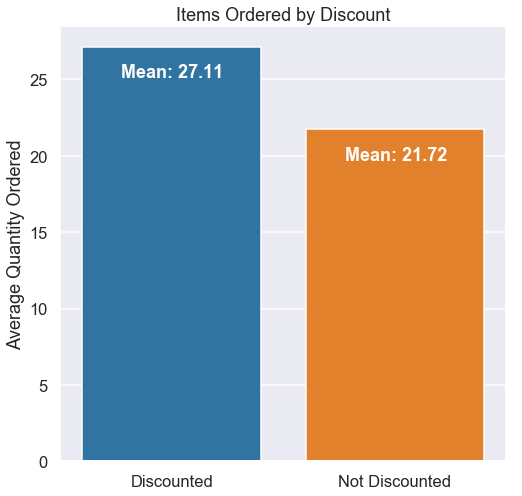 Items Ordered by Discount
Average Quantity Ordered
25
20
15
10
5
0
Mean: 27.11
Mean: 21.72
Discounted
Not Discounted